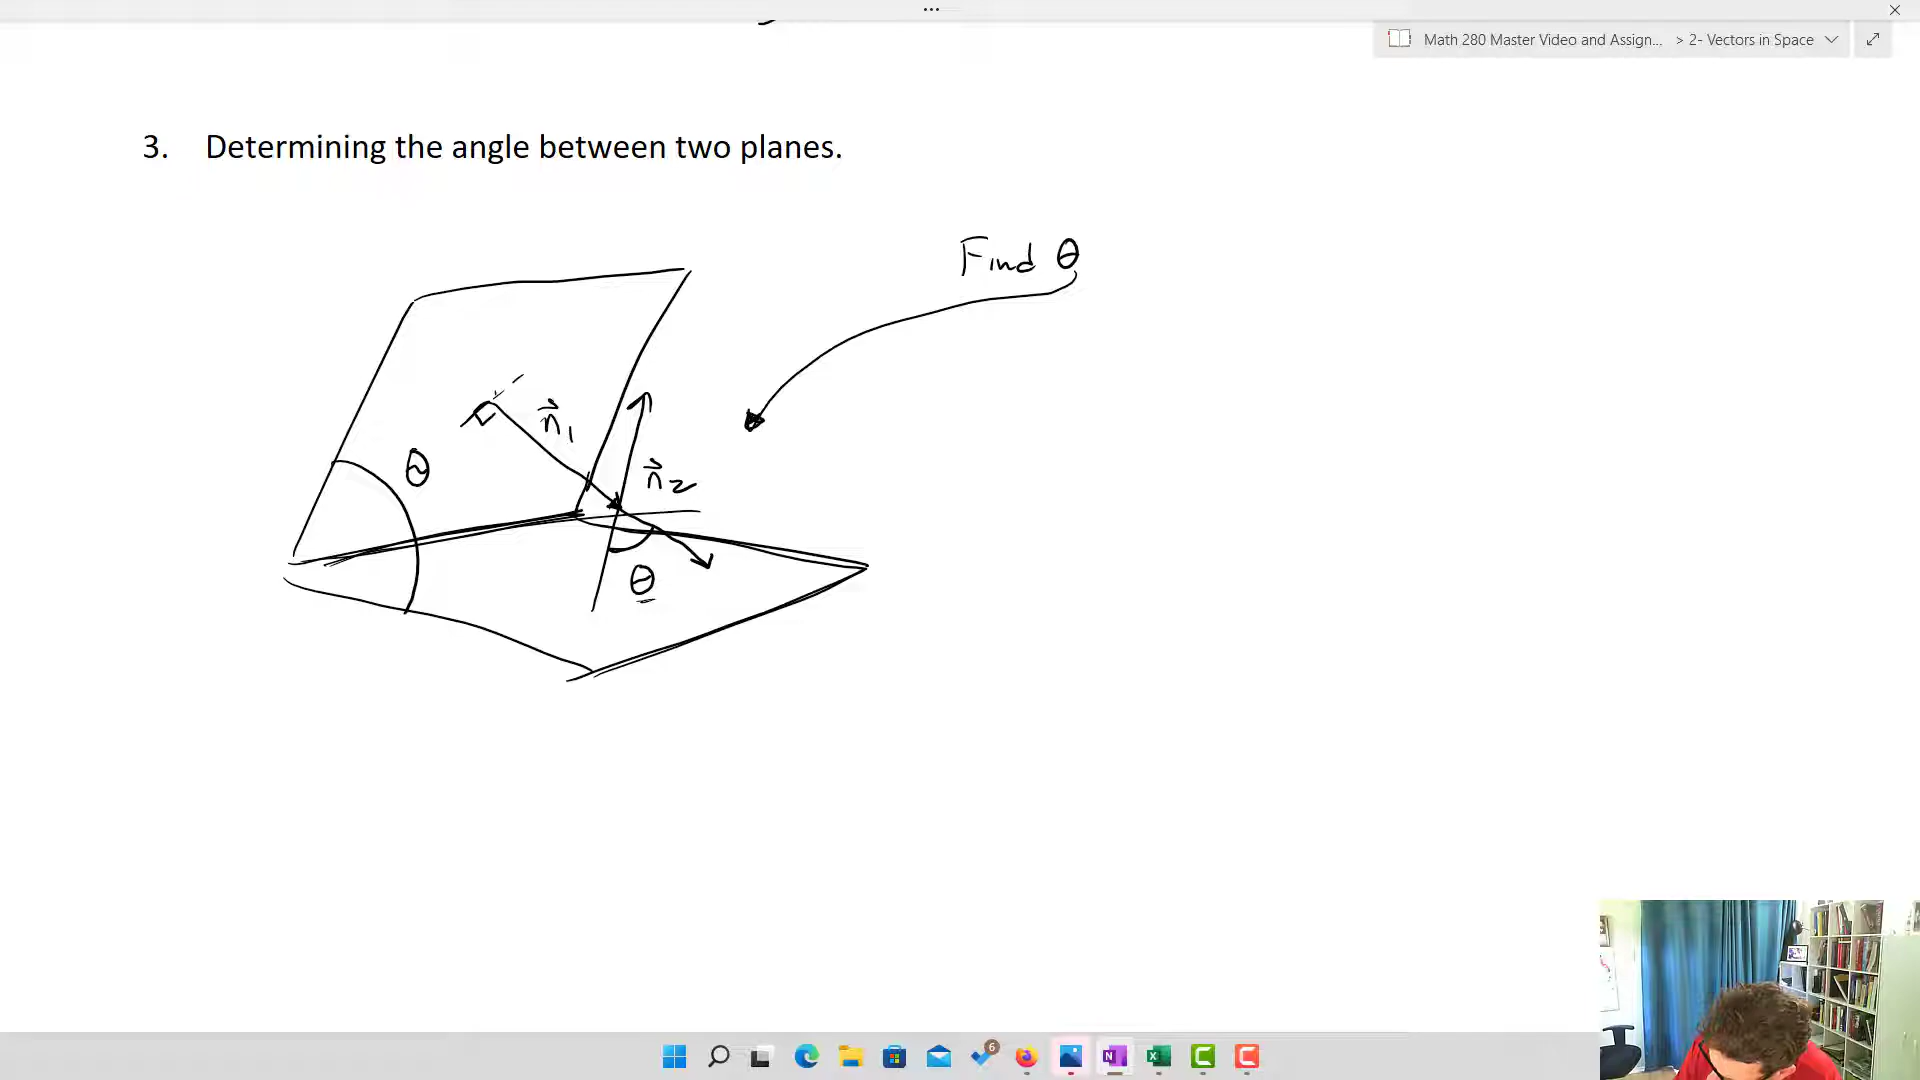 Math 280 Master Video and Assign... > 2- Vectors in Space
3. Determining the angle between two planes.
Find θ
n⃗₁
θ
n⃗₂
θ
6